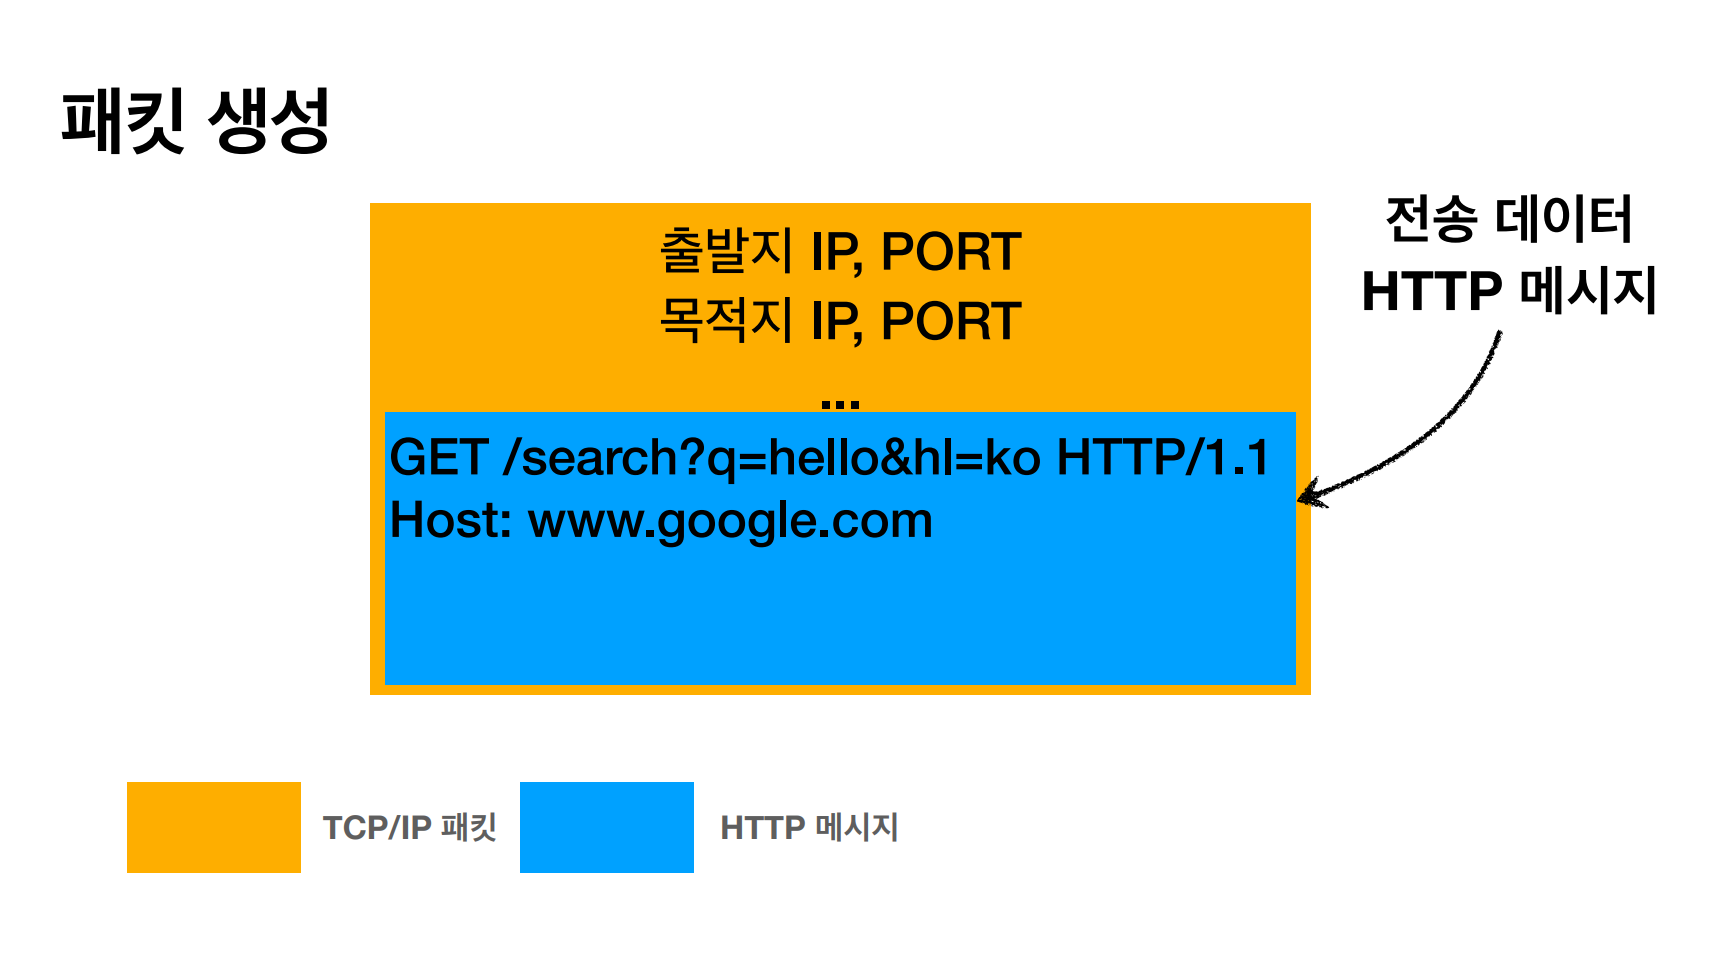 패킷 생성
출발지 IP, PORT
목적지 IP, PORT
...
GET /search?q=hello&hl=ko HTTP/1.1
Host: www.google.com
전송 데이터
HTTP 메시지
TCP/IP 패킷
HTTP 메시지